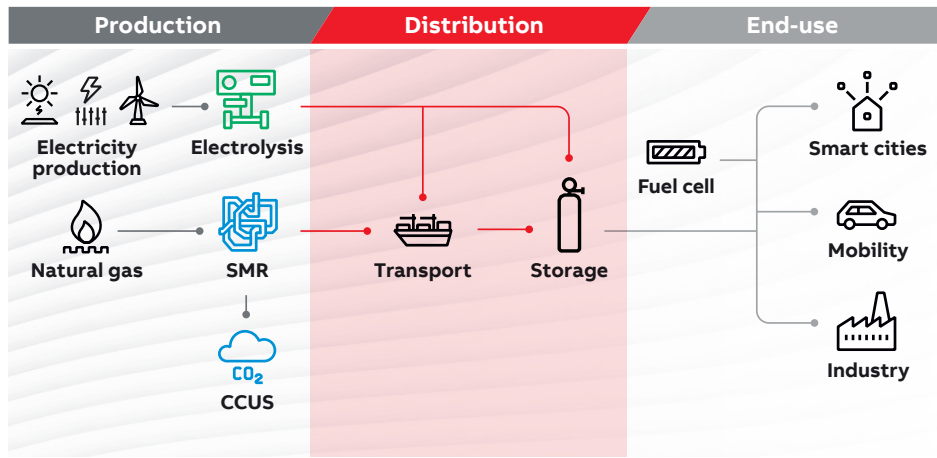 Production
Distribution
End-use
Electricity
production
Electrolysis
Smart cities
Fuel cell
Natural gas
SMR
Transport
Storage
Mobility
CO₂
CCUS
Industry